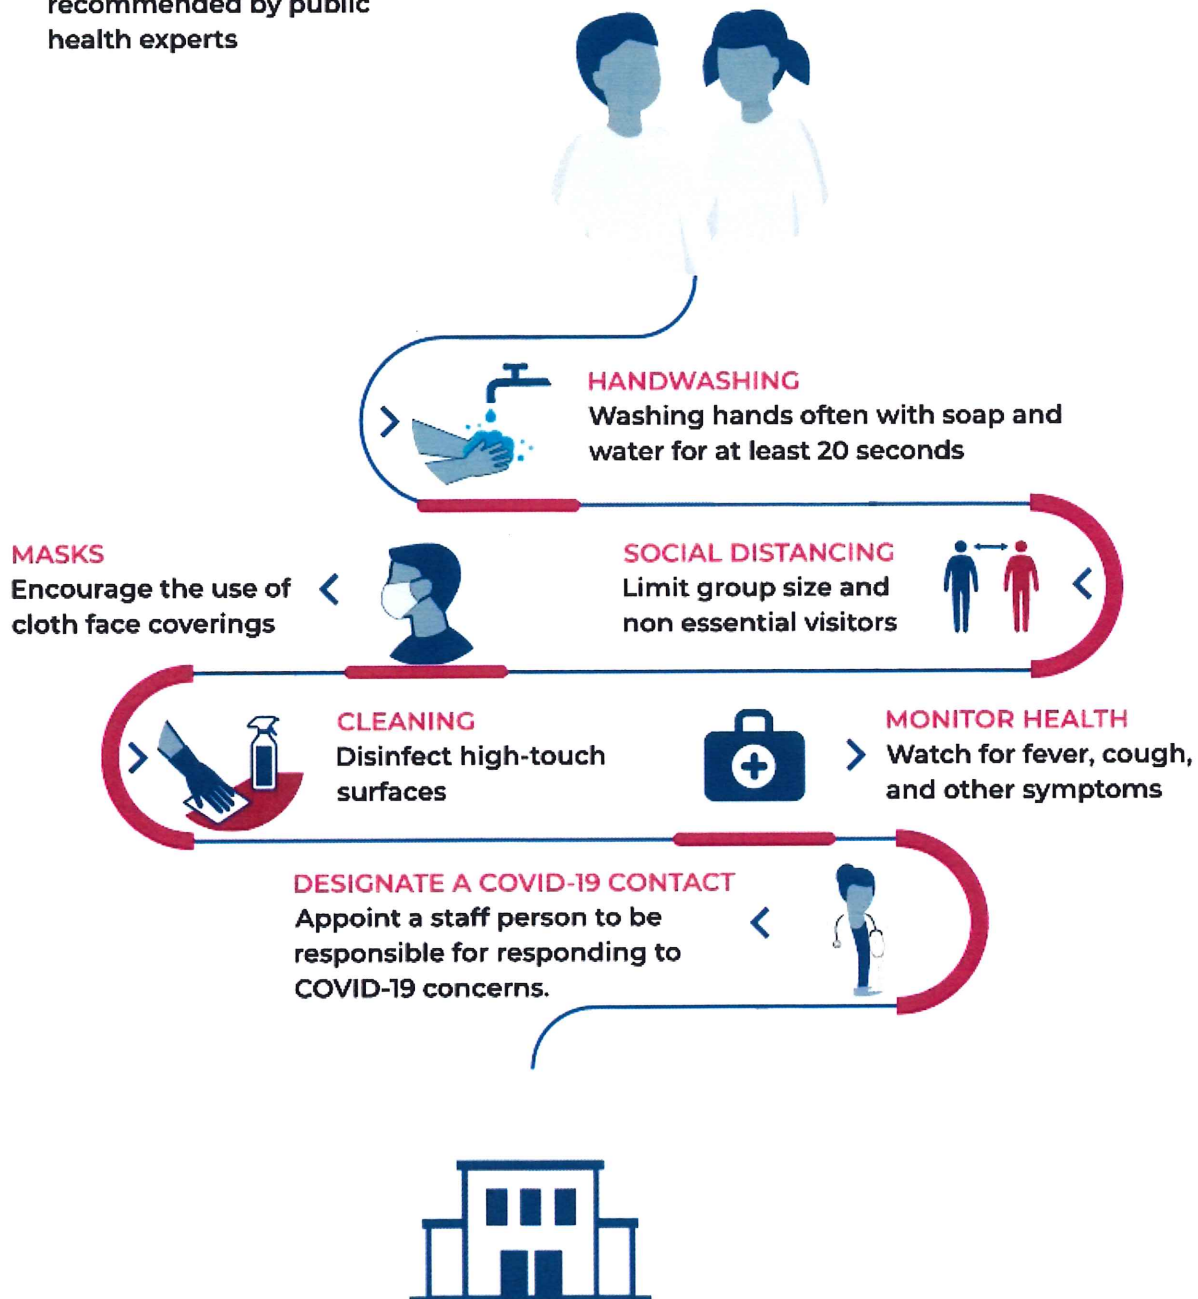 recommended by public
health experts
HANDWASHING
Washing hands often with soap and
water for at least 20 seconds
SOCIAL DISTANCING
Limit group size and
non essential visitors
MASKS
Encourage the use of
cloth face coverings
CLEANING
Disinfect high-touch
surfaces
MONITOR HEALTH
Watch for fever, cough,
and other symptoms
DESIGNATE A COVID-19 CONTACT
Appoint a staff person to be
responsible for responding to
COVID-19 concerns.